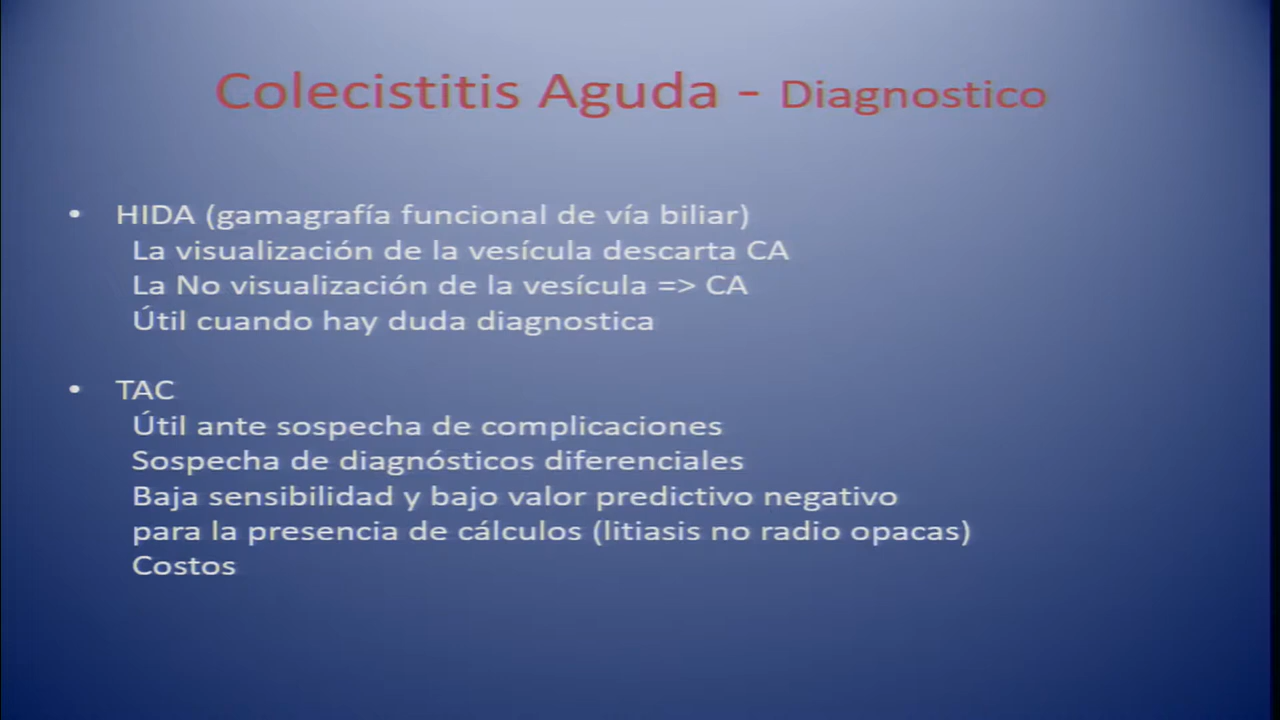 Colecistitis Aguda - Diagnostico
• HIDA (gamagrafía funcional de vía biliar)
La visualización de la vesícula descarta CA
La No visualización de la vesícula => CA
Útil cuando hay duda diagnostica
• TAC
Útil ante sospecha de complicaciones
Sospecha de diagnósticos diferenciales
Baja sensibilidad y bajo valor predictivo negativo
para la presencia de cálculos (litiasis no radio opacas)
Costos